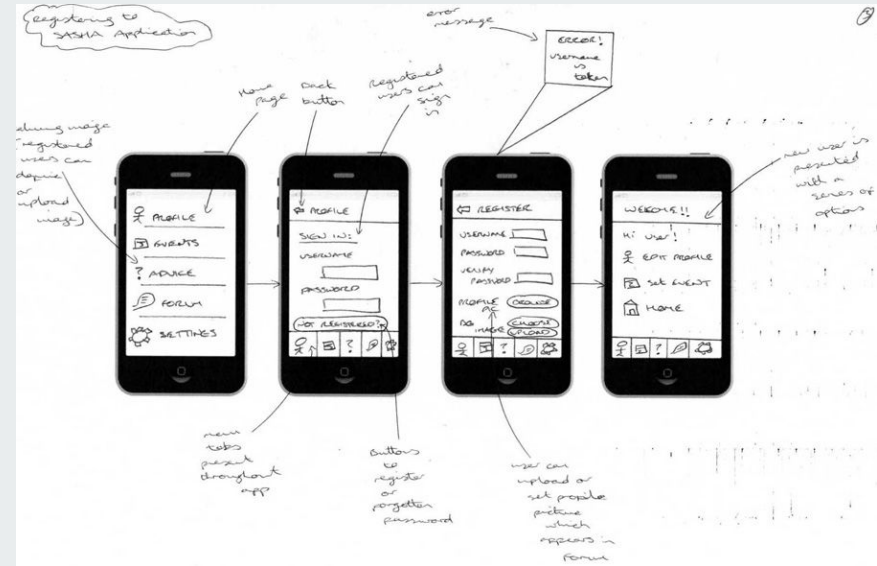 Registering to
SASHA Application
error
message
ERROR!
username
is
taken
3
Home
page
Back
button
Registered
users can
sign
in
image
(registered
users can
or
upload
image)
new user is
presented
with a
series of
options
PROFILE
EVENTS
? ADVICE
FORUM
SETTINGS
PROFILE
SIGN IN:
USERNAME
PASSWORD
NOT REGISTERED?
?
REGISTER
USERNAME
PASSWORD
VERIFY
PASSWORD
PROFILE
PIC
BG
IMAGE
CHOOSE
UPLOAD
?
WELCOME!!
Hi user!
EDIT PROFILE
SET EVENT
HOME
?
menu
tabs
present
throughout
app
Buttons
to
register
or
forgotten
password
user can
upload or
set profile
picture
which
appears in
forum